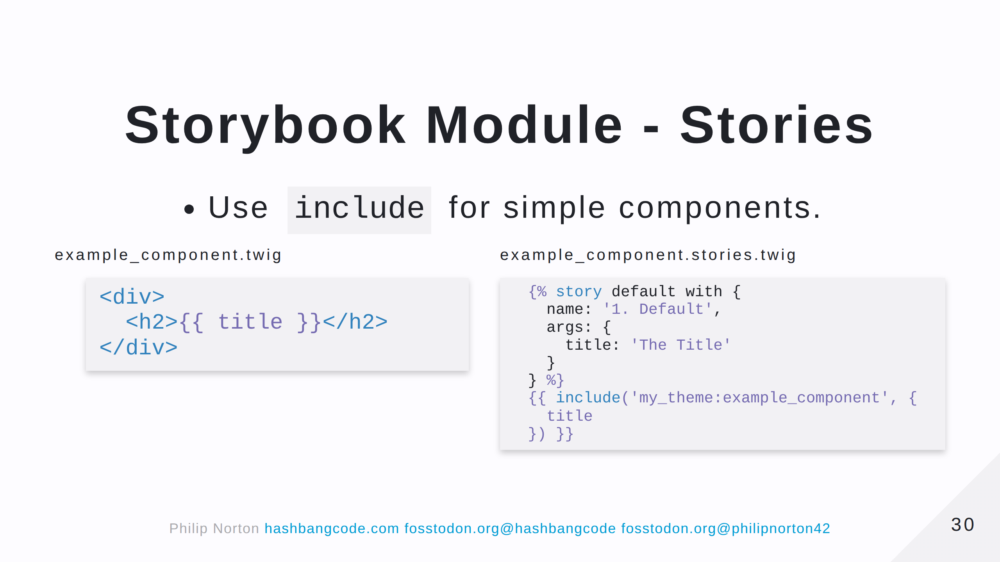 Storybook Module - Stories
• Use include for simple components.
example_component.twig
<div>
  <h2>{{ title }}</h2>
</div>
example_component.stories.twig
{% story default with {
  name: '1. Default',
  args: {
    title: 'The Title'
  }
} %}
{{ include('my_theme:example_component', {
  title
}) }}
Philip Norton hashbangcode.com fosstodon.org@hashbangcode fosstodon.org@philipnorton42
30